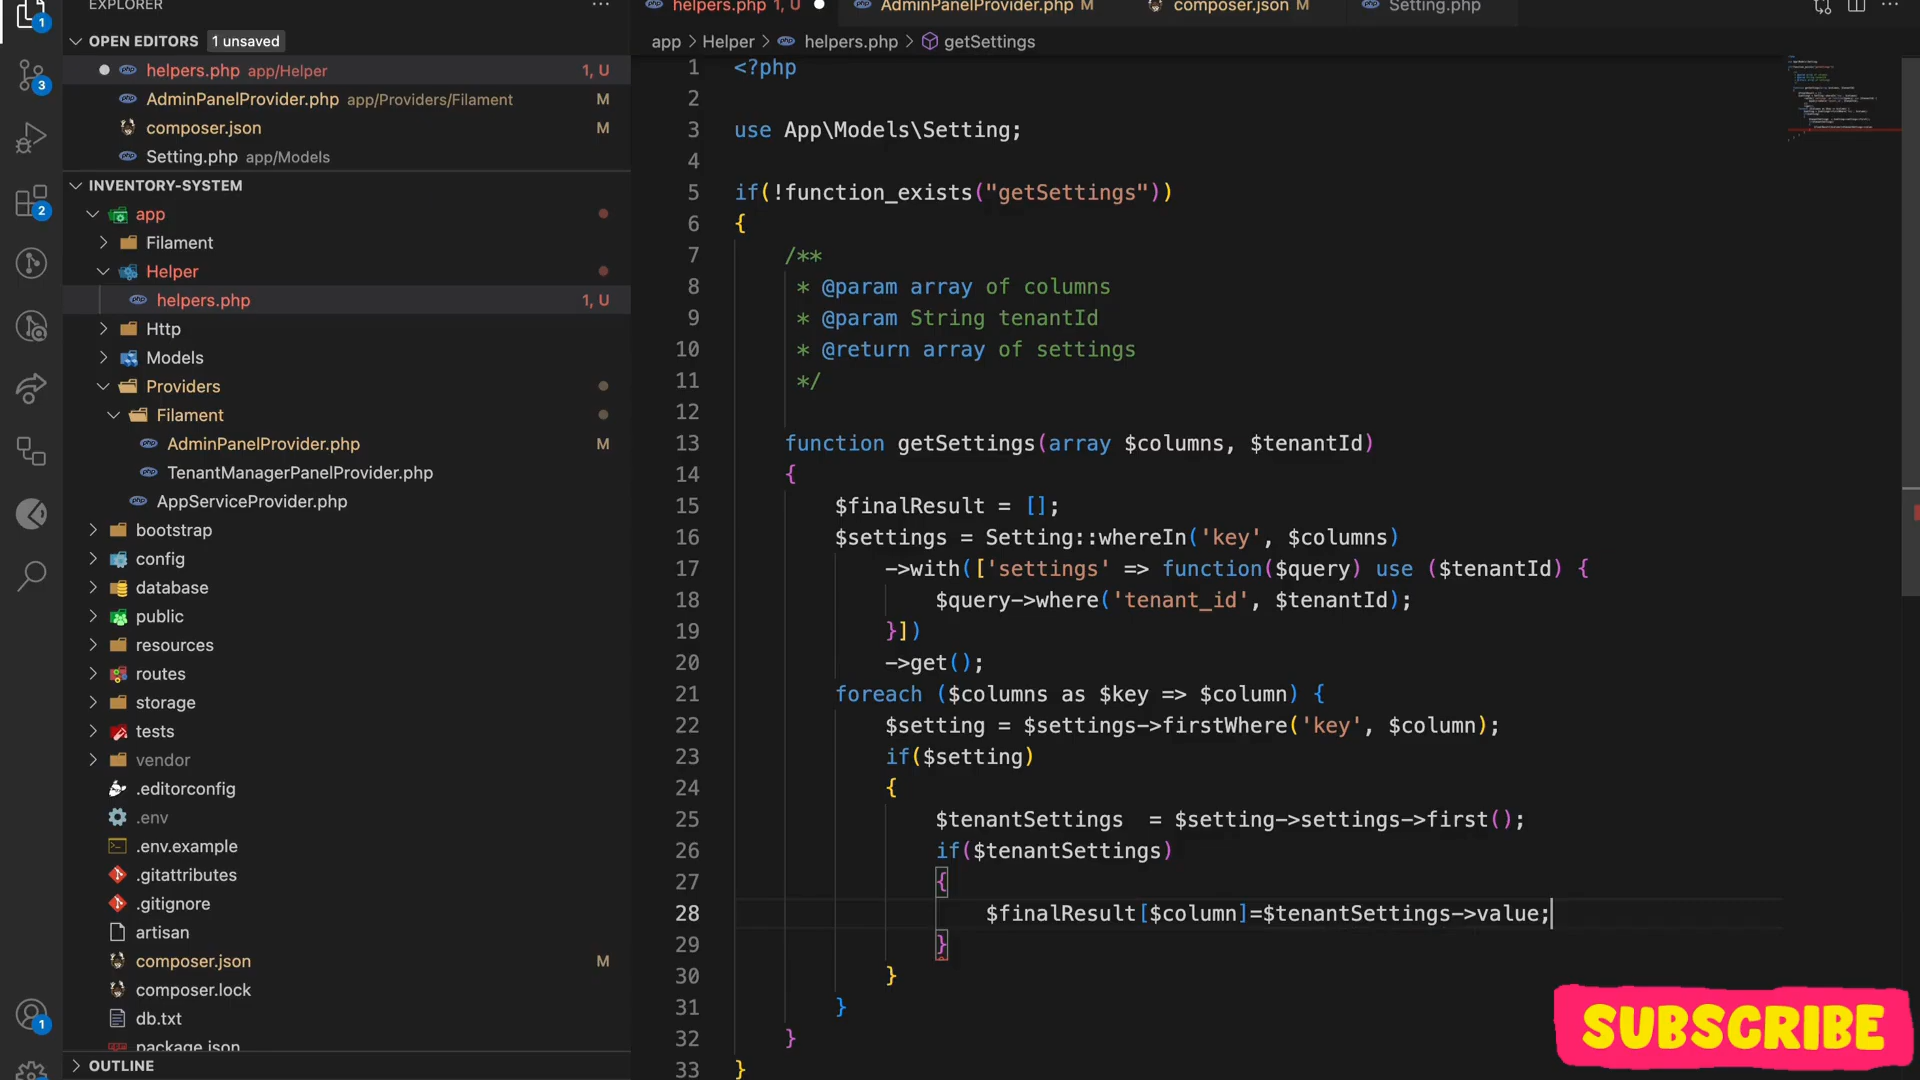 EXPLORER
OPEN EDITORS 1 unsaved
helpers.php app/Helper 1, U
AdminPanelProvider.php app/Providers/Filament M
composer.json M
Setting.php app/Models
INVENTORY-SYSTEM
app
Filament
Helper
helpers.php 1, U
Http
Models
Providers
Filament
AdminPanelProvider.php M
TenantManagerPanelProvider.php
AppServiceProvider.php
bootstrap
config
database
public
resources
routes
storage
tests
vendor
.editorconfig
.env
.env.example
.gitattributes
.gitignore
artisan
composer.json M
composer.lock
db.txt
package.json
OUTLINE
1
3
2
1
helpers.php 1, U
AdminPanelProvider.php M
composer.json M
Setting.php
app > Helper > helpers.php > getSettings
1 <?php
2
3 use App\Models\Setting;
4
5 if(!function_exists("getSettings"))
6 {
7 /**
8 * @param array of columns
9 * @param String tenantId
10 * @return array of settings
11 */
12
13 function getSettings(array $columns, $tenantId)
14 {
15 $finalResult = [];
16 $settings = Setting::whereIn('key', $columns)
17 ->with(['settings' => function($query) use ($tenantId) {
18 $query->where('tenant_id', $tenantId);
19 }])
20 ->get();
21 foreach ($columns as $key => $column) {
22 $setting = $settings->firstWhere('key', $column);
23 if($setting)
24 {
25 $tenantSettings  = $setting->settings->first();
26 if($tenantSettings)
27 {
28 $finalResult[$column]=$tenantSettings->value;
29 }
30 }
31 }
32 }
33 }
SUBSCRIBE